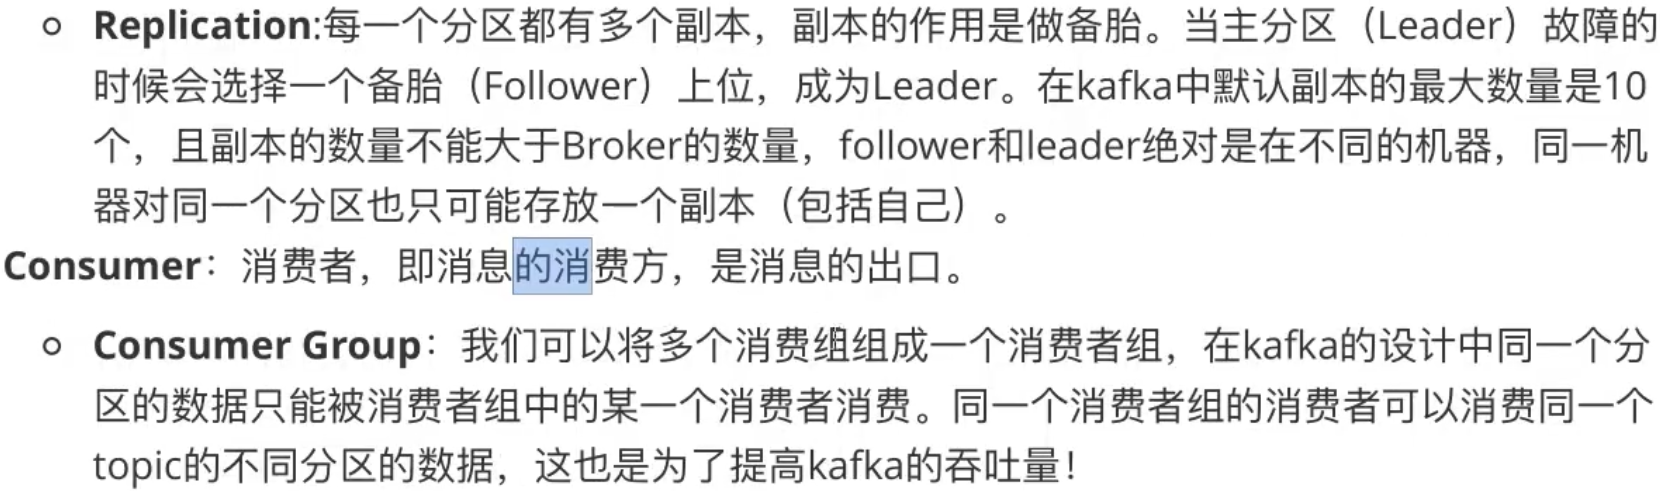 Replication:每一个分区都有多个副本，副本的作用是做备胎。当主分区（Leader）故障的
时候会选择一个备胎（Follower）上位，成为Leader。在kafka中默认副本的最大数量是10
个，且副本的数量不能大于Broker的数量，follower和leader绝对是在不同的机器，同一机
器对同一个分区也只可能存放一个副本（包括自己）。
Consumer：消费者，即消息的消费方，是消息的出口。
Consumer Group：我们可以将多个消费组组成一个消费者组，在kafka的设计中同一个分
区的数据只能被消费者组中的某一个消费者消费。同一个消费者组的消费者可以消费同一个
topic的不同分区的数据，这也是为了提高kafka的吞吐量！